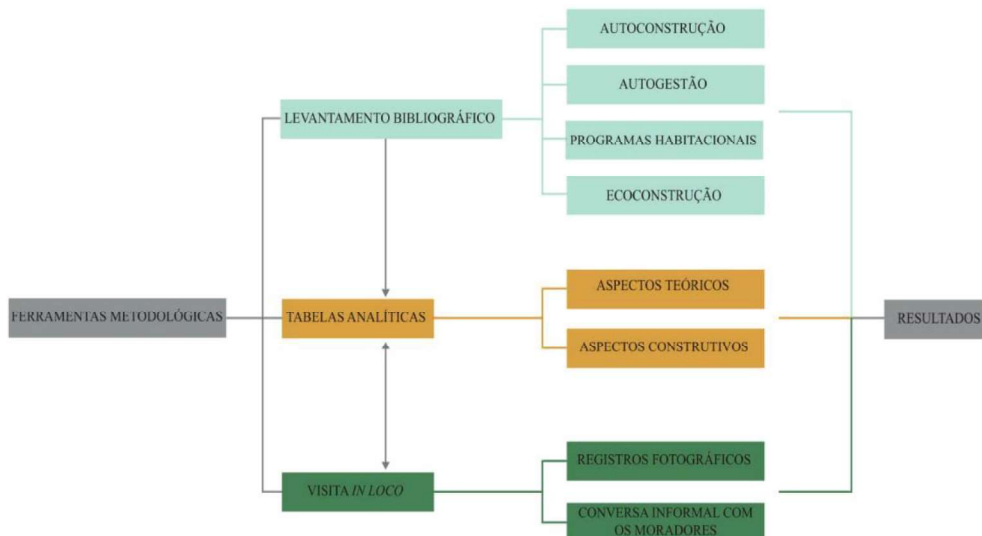 AUTOCONSTRUÇÃO
AUTOGESTÃO
LEVANTAMENTO BIBLIOGRÁFICO
PROGRAMAS HABITACIONAIS
ECOCONSTRUÇÃO
ASPECTOS TEÓRICOS
FERRAMENTAS METODOLÓGICAS
TABELAS ANALÍTICAS
RESULTADOS
ASPECTOS CONSTRUTIVOS
REGISTROS FOTOGRÁFICOS
VISITA IN LOCO
CONVERSA INFORMAL COM
OS MORADORES